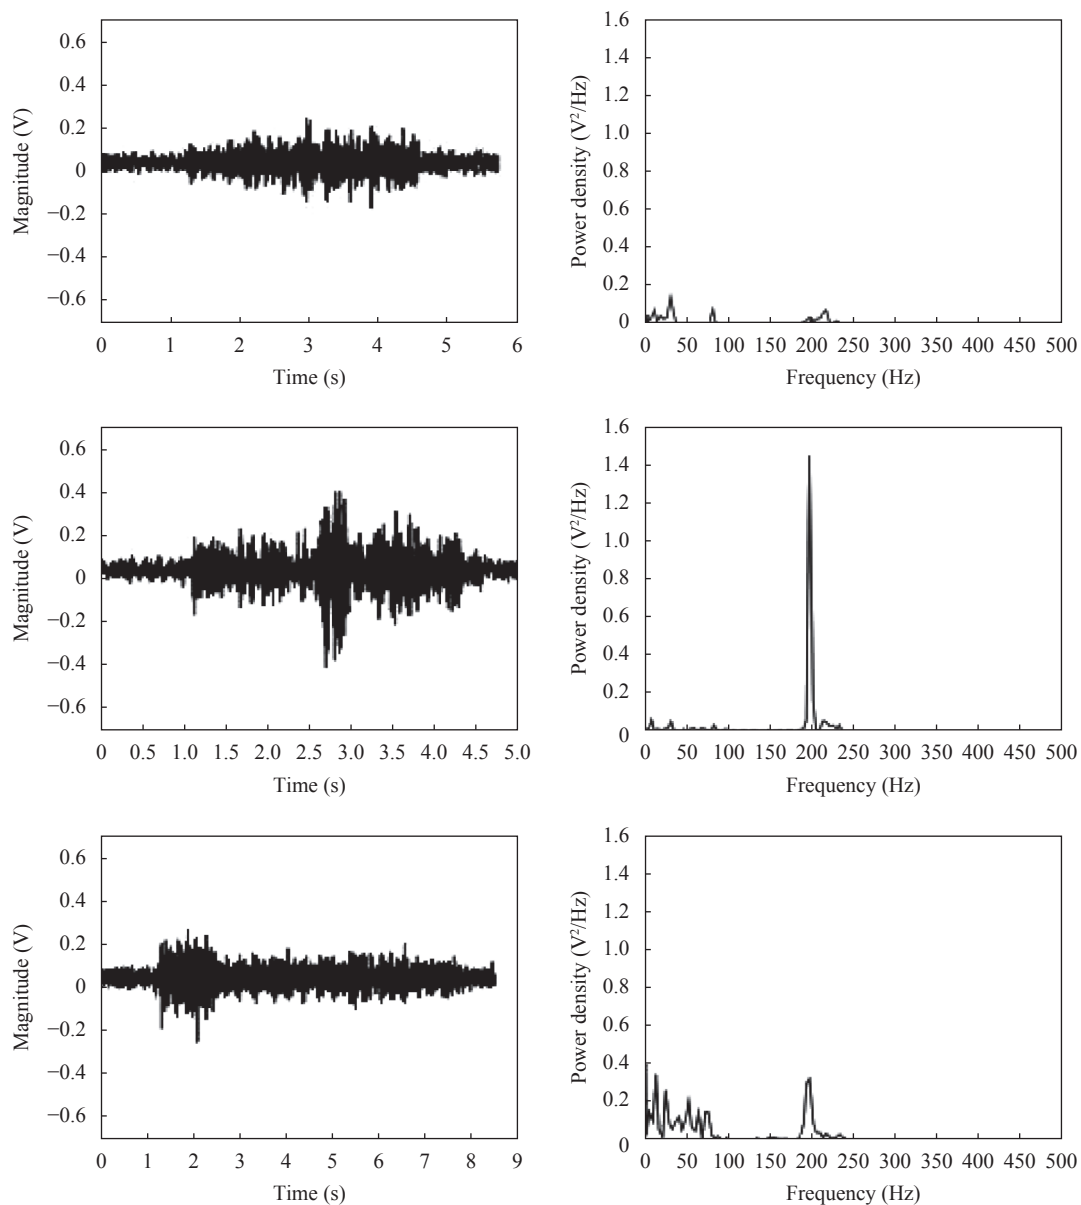 0.6
0.4
0.2
0
−0.2
−0.4
−0.6
Magnitude (V)
0 1 2 3 4 5 6
Time (s)
1.6
1.4
1.2
1.0
0.8
0.6
0.4
0.2
0
Power density (V²/Hz)
0 50 100 150 200 250 300 350 400 450 500
Frequency (Hz)
0.6
0.4
0.2
0
−0.2
−0.4
−0.6
Magnitude (V)
0 0.5 1.0 1.5 2.0 2.5 3.0 3.5 4.0 4.5 5.0
Time (s)
1.6
1.4
1.2
1.0
0.8
0.6
0.4
0.2
0
Power density (V²/Hz)
0 50 100 150 200 250 300 350 400 450 500
Frequency (Hz)
0.6
0.4
0.2
0
−0.2
−0.4
−0.6
Magnitude (V)
0 1 2 3 4 5 6 7 8 9
Time (s)
1.6
1.4
1.2
1.0
0.8
0.6
0.4
0.2
0
Power density (V²/Hz)
0 50 100 150 200 250 300 350 400 450 500
Frequency (Hz)